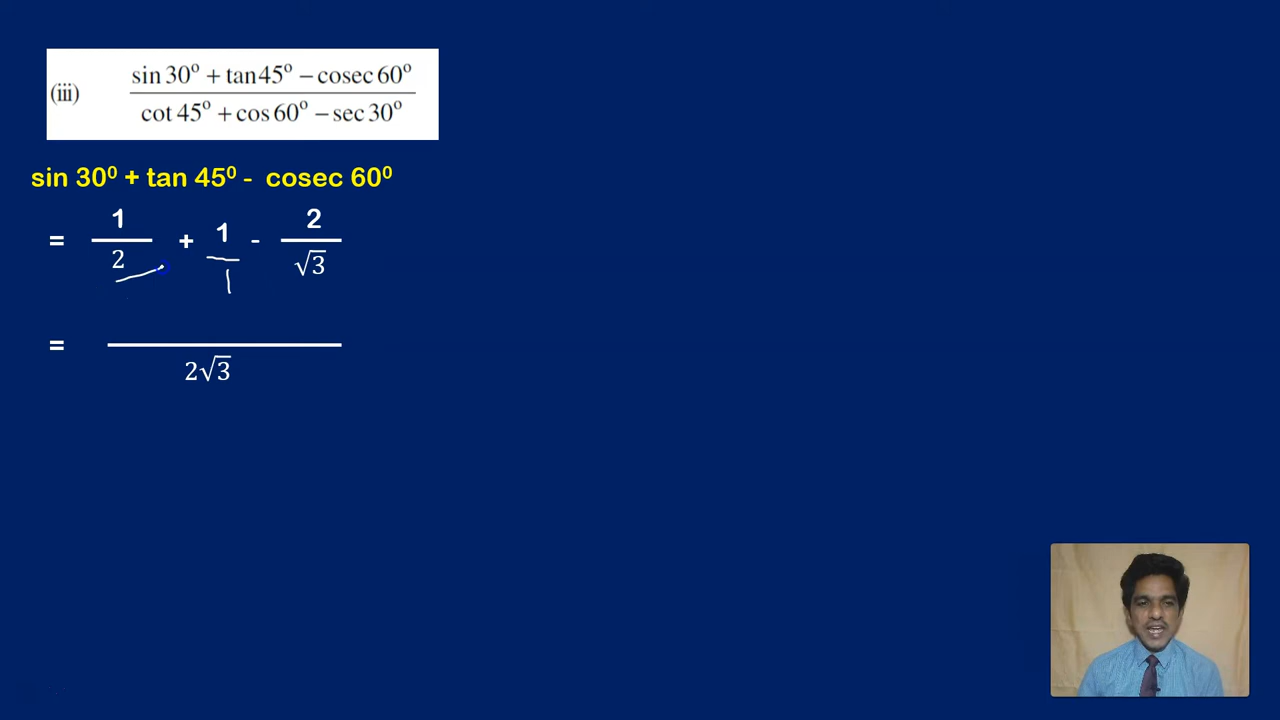 (iii) sin 30° + tan 45° − cosec 60°
cot 45° + cos 60° − sec 30°
sin 30⁰ + tan 45⁰ - cosec 60⁰
= 1/2 + 1/1 - 2/√3
= 2√3